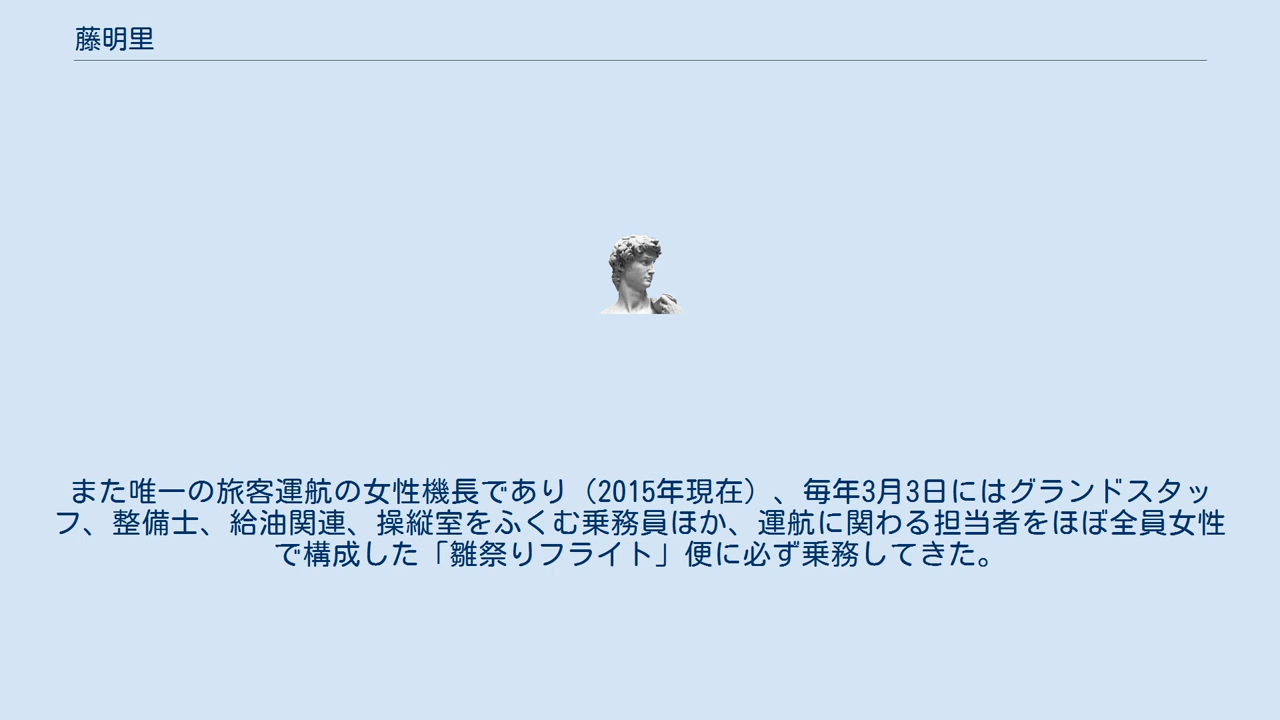 藤明里
また唯一の旅客運航の女性機長であり（2015年現在）、毎年3月3日にはグランドスタッ
フ、整備士、給油関連、操縦室をふくむ乗務員ほか、運航に関わる担当者をほぼ全員女性
で構成した「雛祭りフライト」便に必ず乗務してきた。